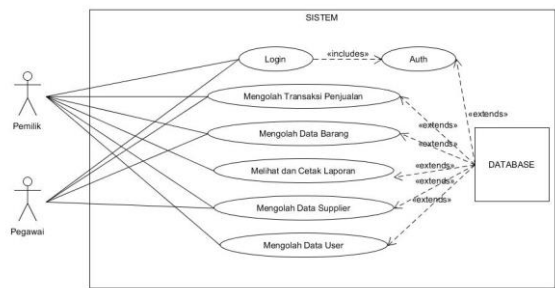 SISTEM
Login
«includes»
Auth
Pemilik
Mengolah Transaksi Penjualan
«extends»
«extends»
Mengolah Data Barang
«extends»
DATABASE
Melihat dan Cetak Laporan
«extends»
Pegawai
Mengolah Data Supplier
«extends»
«extends»
Mengolah Data User